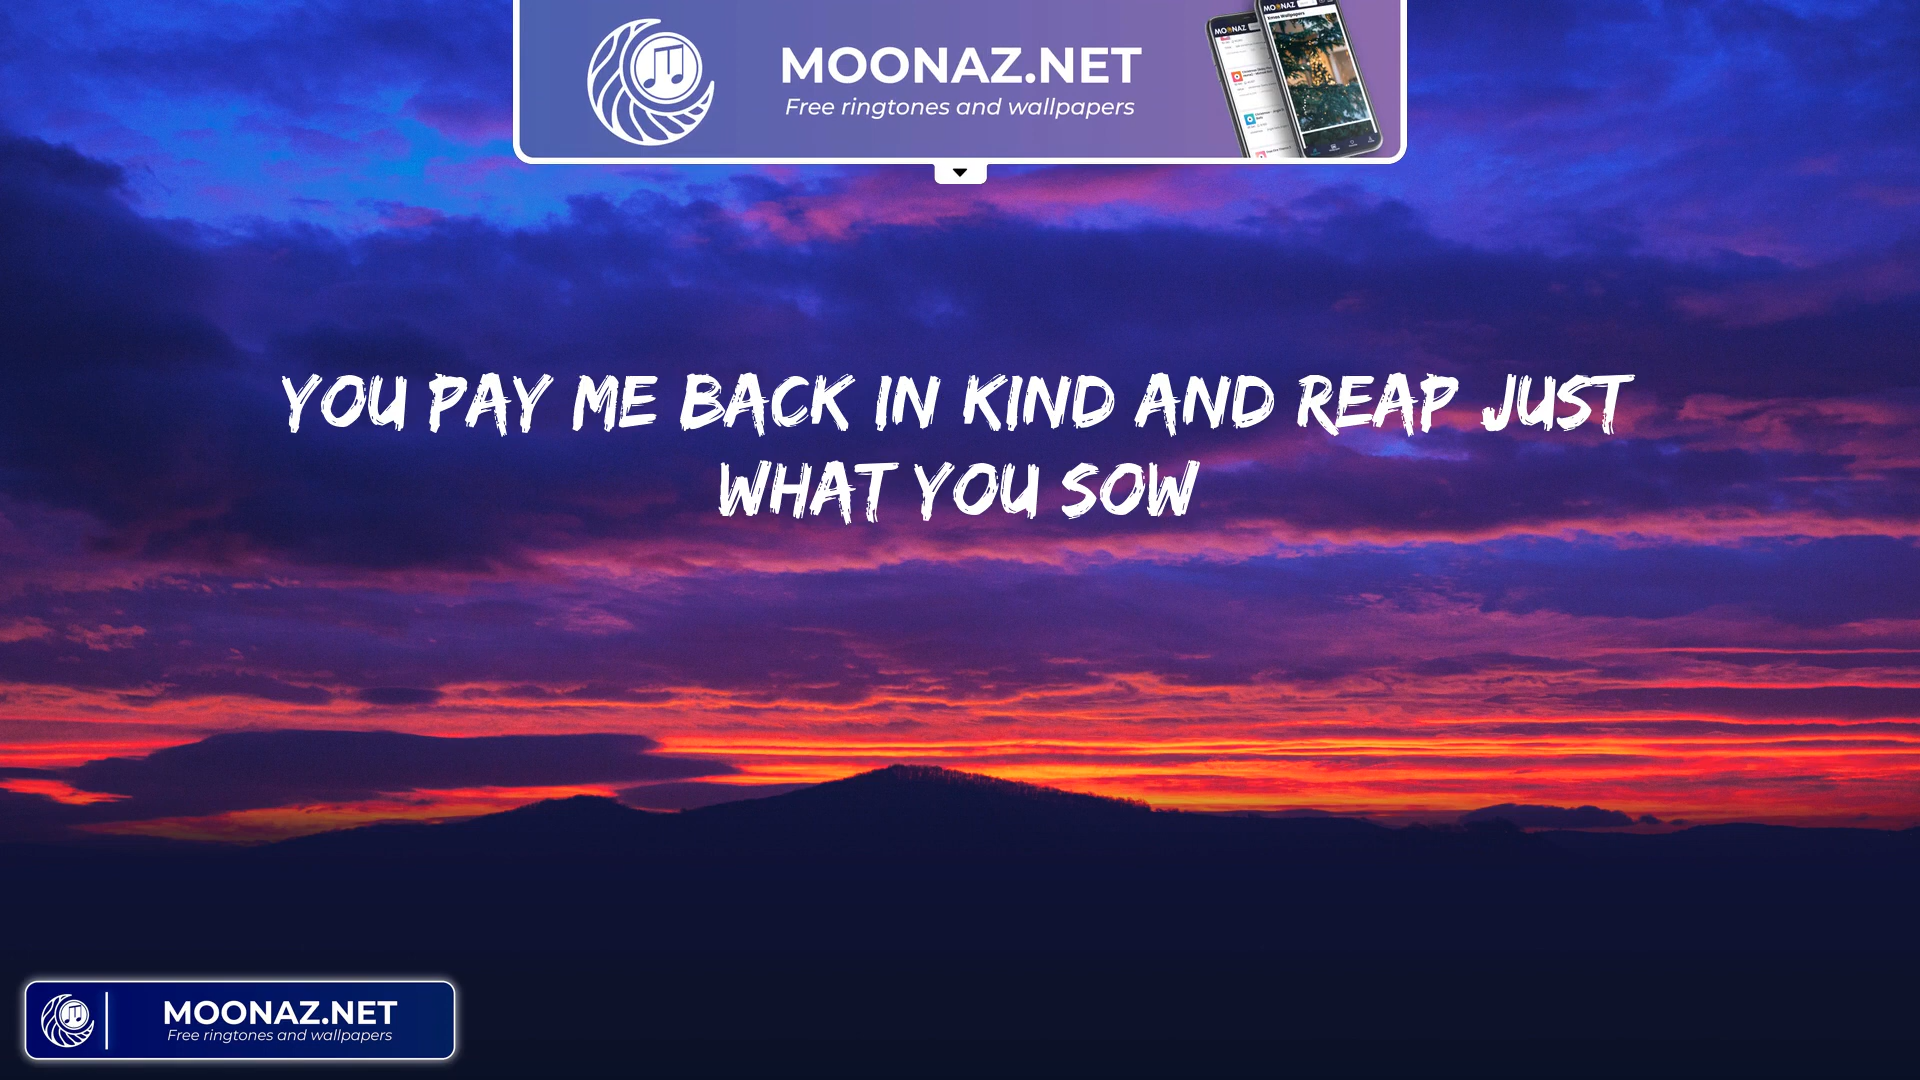 MOONAZ.NET
Free ringtones and wallpapers
YOU PAY ME BACK IN KIND AND REAP JUST
WHAT YOU SOW
MOONAZ.NET
Free ringtones and wallpapers